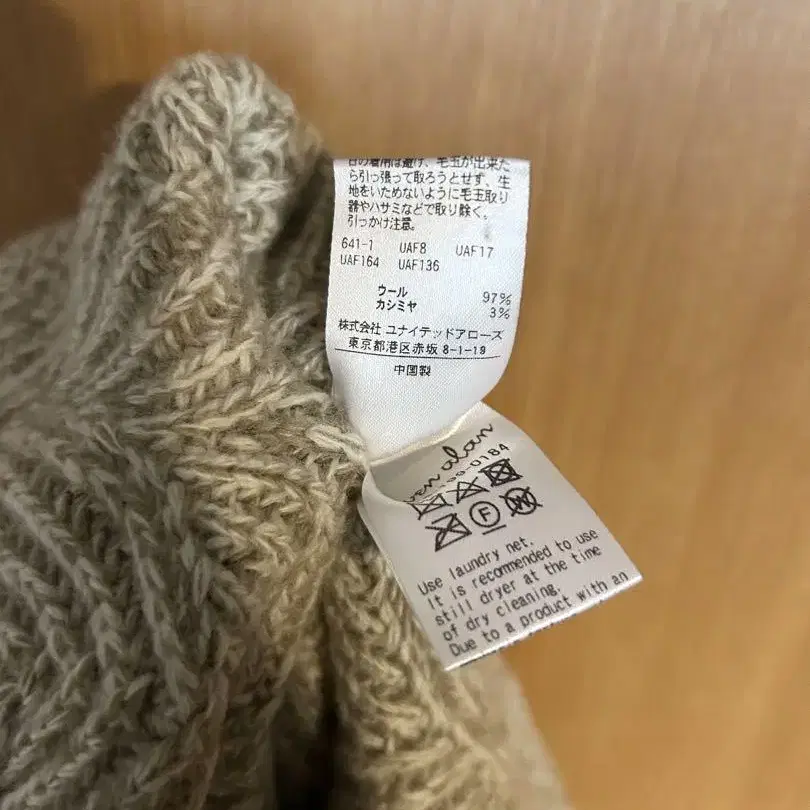 日の着用は避け、毛玉が出来た
ら引っ張って取ろうとせず、生
地をいためないように毛玉取り
器やハサミなどで取り除く。
引っかけ注意。
641-1 UAF8 UAF17
UAF164 UAF136
ウール 97%
カシミヤ 3%
株式会社 ユナイテッドアローズ
東京都港区赤坂 8-1-19
中国製
ven alan
0-0184
F
W
Use laundry net.
It is recommended to use
still dryer at the time
of dry cleaning.
Due to a product with an